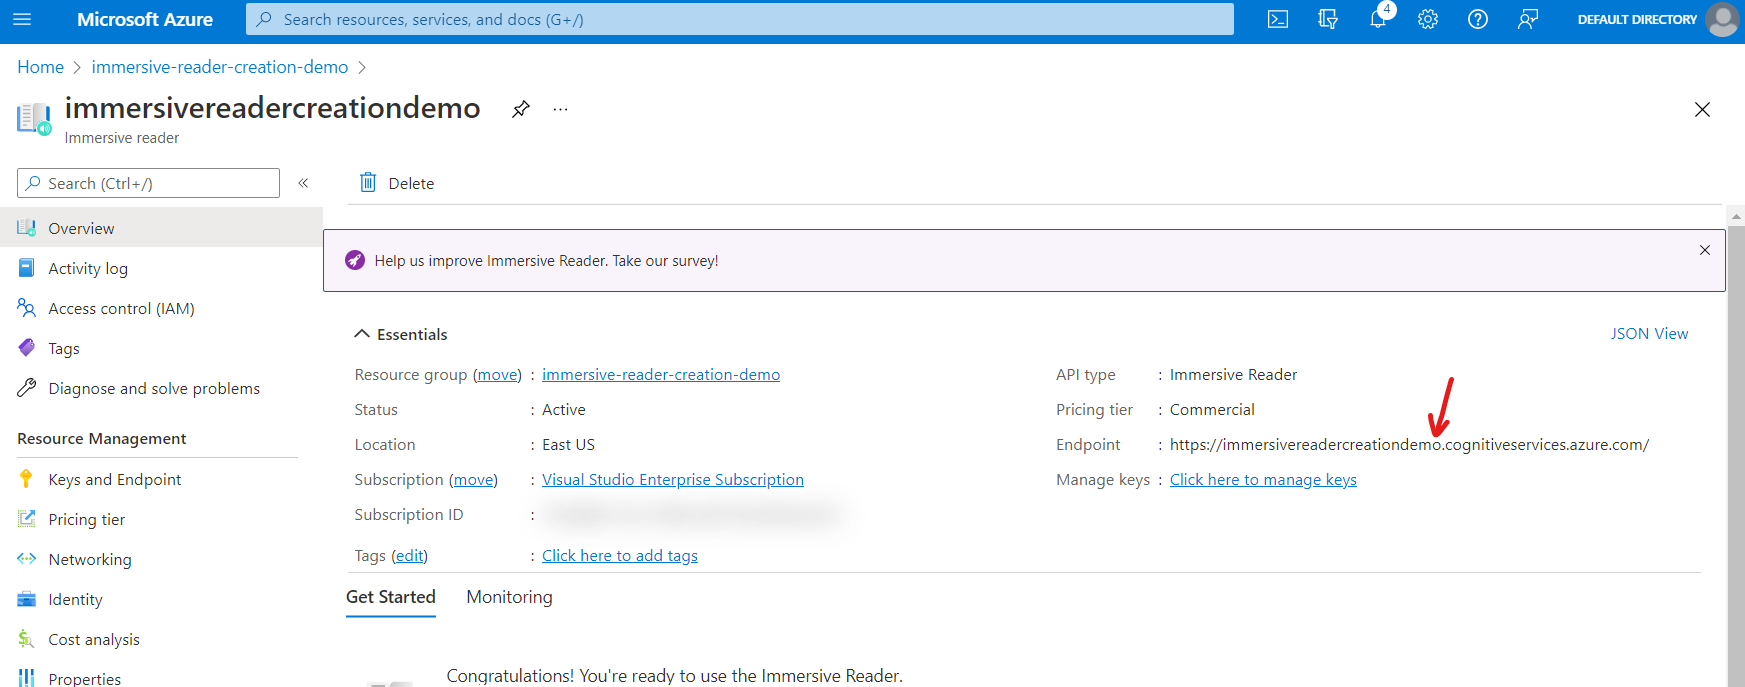 Microsoft Azure
Search resources, services, and docs (G+/)
4
DEFAULT DIRECTORY
Home > immersive-reader-creation-demo >
immersivereadercreationdemo
Immersive reader
Search (Ctrl+/)
Delete
Overview
Activity log
Access control (IAM)
Tags
Diagnose and solve problems
Resource Management
Keys and Endpoint
Pricing tier
Networking
Identity
Cost analysis
Properties
Help us improve Immersive Reader. Take our survey!
Essentials
JSON View
Resource group (move) : immersive-reader-creation-demo
Status : Active
Location : East US
Subscription (move) : Visual Studio Enterprise Subscription
Subscription ID :
Tags (edit) : Click here to add tags
API type : Immersive Reader
Pricing tier : Commercial
Endpoint : https://immersivereadercreationdemo.cognitiveservices.azure.com/
Manage keys : Click here to manage keys
Get Started
Monitoring
Congratulations! You're ready to use the Immersive Reader.